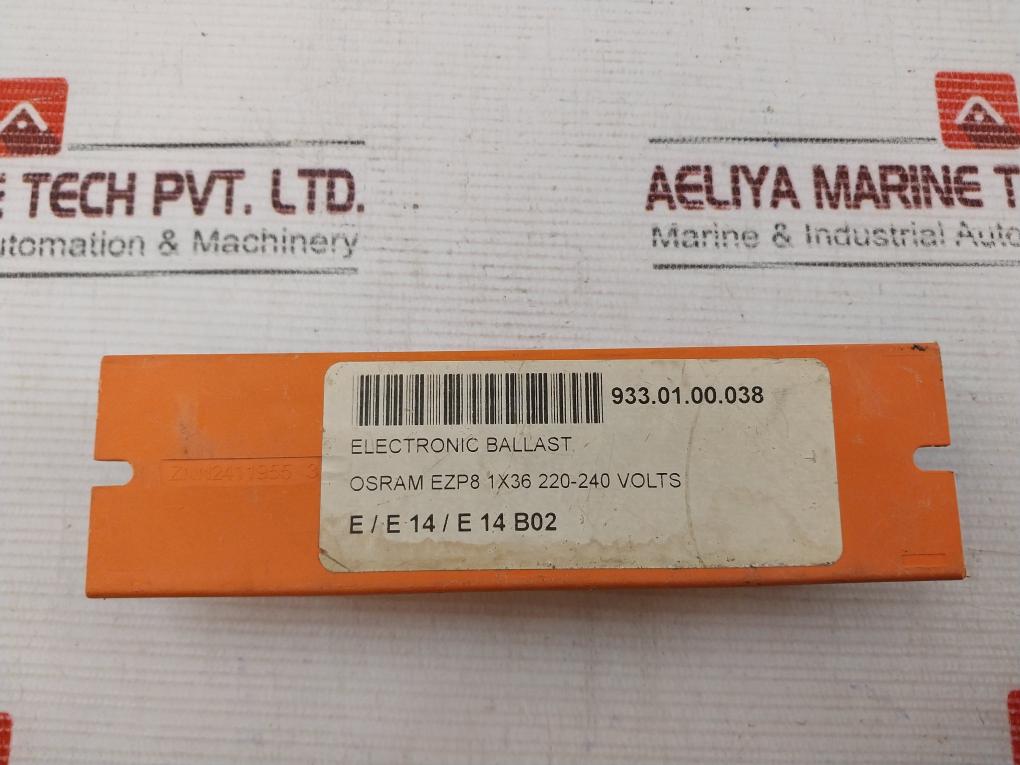 TECH PVT. LTD.
utomation & Machinery
AELIYA MARINE T
Marine & Industrial Auto
933.01.00.038
ELECTRONIC BALLAST
OSRAM EZP8 1X36 220-240 VOLTS
E / E 14 / E 14 B02